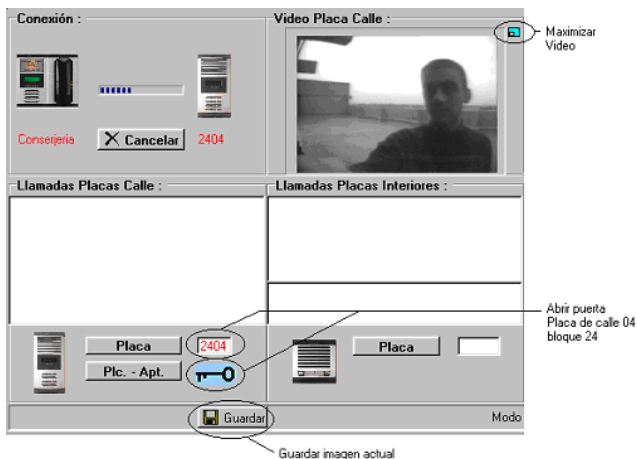 Conexión :
Video Placa Calle :
Maximizar
Video
Conserjeria
Cancelar
2404
Llamadas Placas Calle :
Llamadas Placas Interiores :
Abrir puerta
Placa de calle 04
bloque 24
Placa
2404
Placa
Plc. - Apt.
Guardar
Modo
Guardar imagen actual